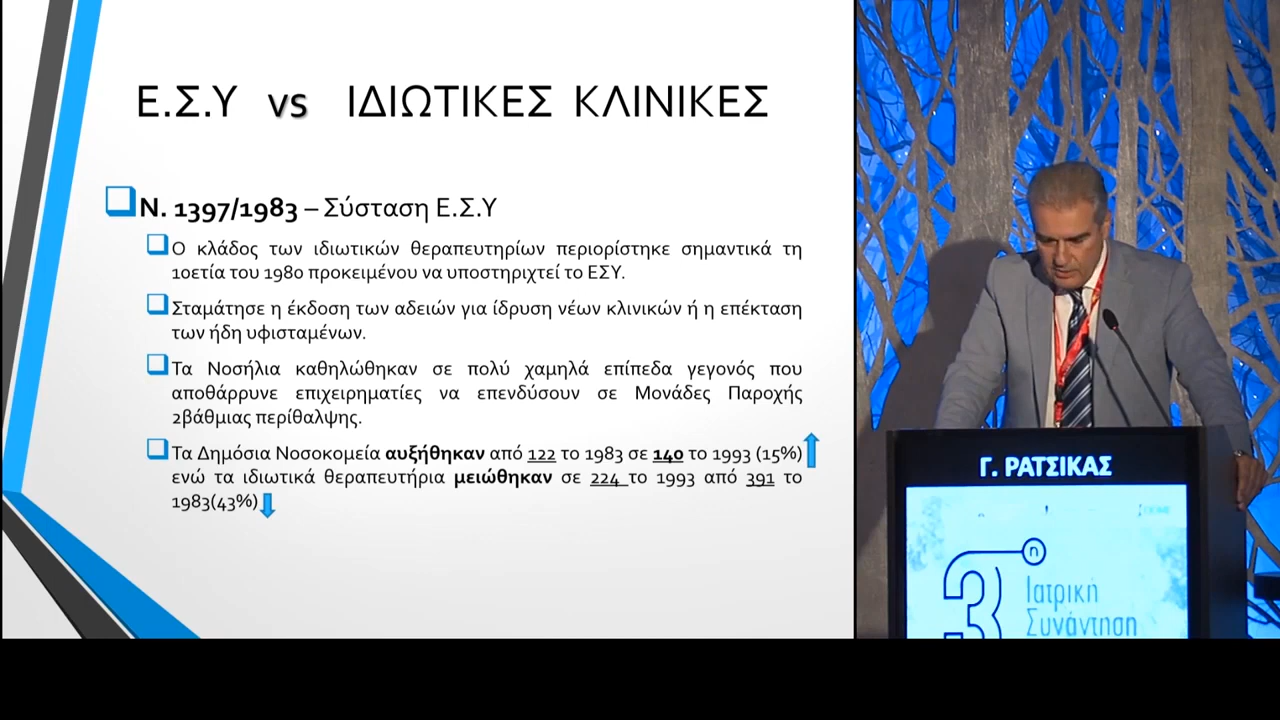 Ε.Σ.Υ vs ΙΔΙΩΤΙΚΕΣ ΚΛΙΝΙΚΕΣ
Ν. 1397/1983 – Σύσταση Ε.Σ.Υ
Ο κλάδος των ιδιωτικών θεραπευτηρίων περιορίστηκε σημαντικά τη
10ετία του 1980 προκειμένου να υποστηριχτεί το ΕΣΥ.
Σταμάτησε η έκδοση των αδειών για ίδρυση νέων κλινικών ή η επέκταση
των ήδη υφισταμένων.
Τα Νοσήλια καθηλώθηκαν σε πολύ χαμηλά επίπεδα γεγονός που
αποθάρρυνε επιχειρηματίες να επενδύσουν σε Μονάδες Παροχής
2βάθμιας περίθαλψης.
Τα Δημόσια Νοσοκομεία αυξήθηκαν από 122 το 1983 σε 140 το 1993 (15%)
ενώ τα ιδιωτικά θεραπευτήρια μειώθηκαν σε 224 το 1993 από 391 το
1983(43%)
Γ. ΡΑΤΣΙΚΑΣ
3η
Ιατρική
Συνάντηση